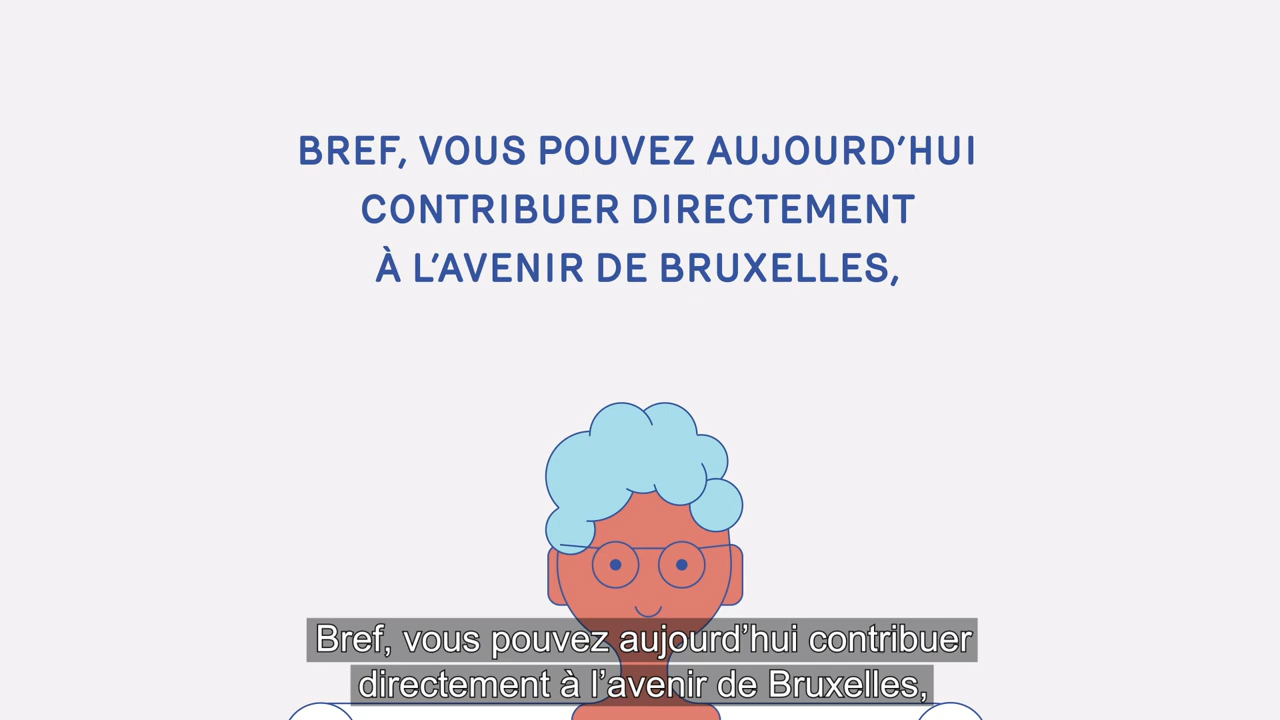 BREF, VOUS POUVEZ AUJOURD’HUI
CONTRIBUER DIRECTEMENT
À L’AVENIR DE BRUXELLES,
Bref, vous pouvez aujourd’hui contribuer
directement à l’avenir de Bruxelles,